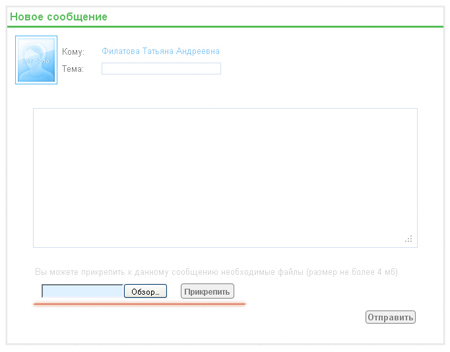 Новое сообщение
Кому: Филатова Татьяна Андреевна
Тема:
Вы можете прикрепить к данному сообщению необходимые файлы (размер не более 4 мб)
Обзор... Прикрепить
Отправить